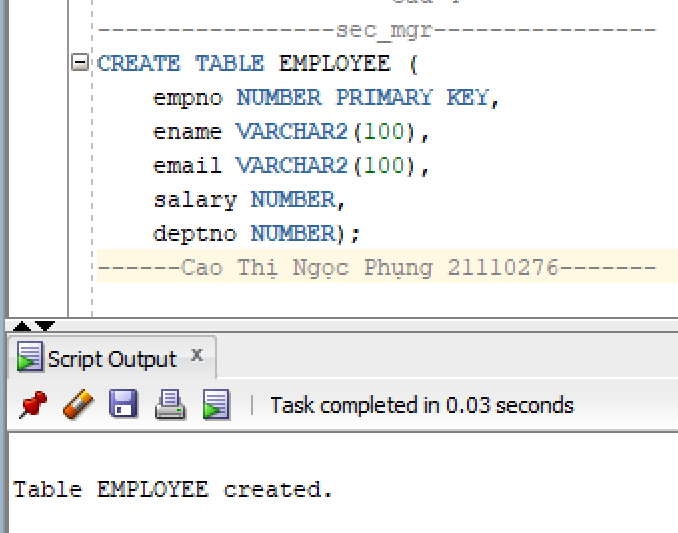 -----------------sec_mgr----------------
CREATE TABLE EMPLOYEE (
empno NUMBER PRIMARY KEY,
ename VARCHAR2(100),
email VARCHAR2(100),
salary NUMBER,
deptno NUMBER);
------Cao Thị Ngọc Phụng 21110276-------
Script Output x
Task completed in 0.03 seconds
Table EMPLOYEE created.